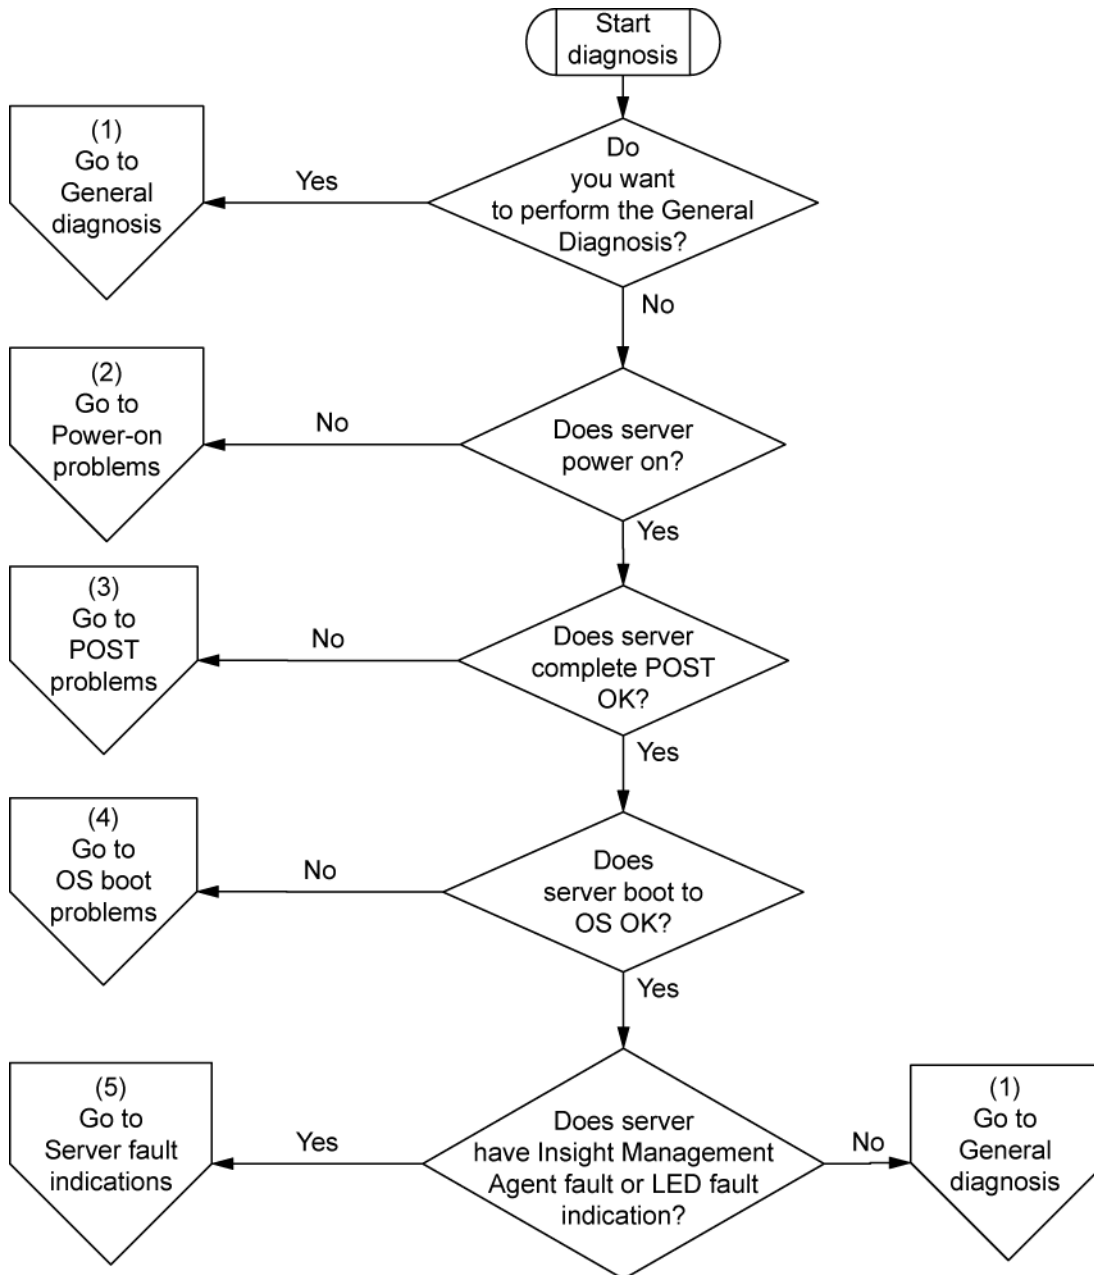 Start
diagnosis
Do
you want
to perform the General
Diagnosis?
Yes
(1)
Go to
General
diagnosis
No
Does server
power on?
No
(2)
Go to
Power-on
problems
Yes
Does server
complete POST
OK?
No
(3)
Go to
POST
problems
Yes
Does
server boot to
OS OK?
No
(4)
Go to
OS boot
problems
Yes
Does server
have Insight Management
Agent fault or LED fault
indication?
Yes
(5)
Go to
Server fault
indications
No
(1)
Go to
General
diagnosis